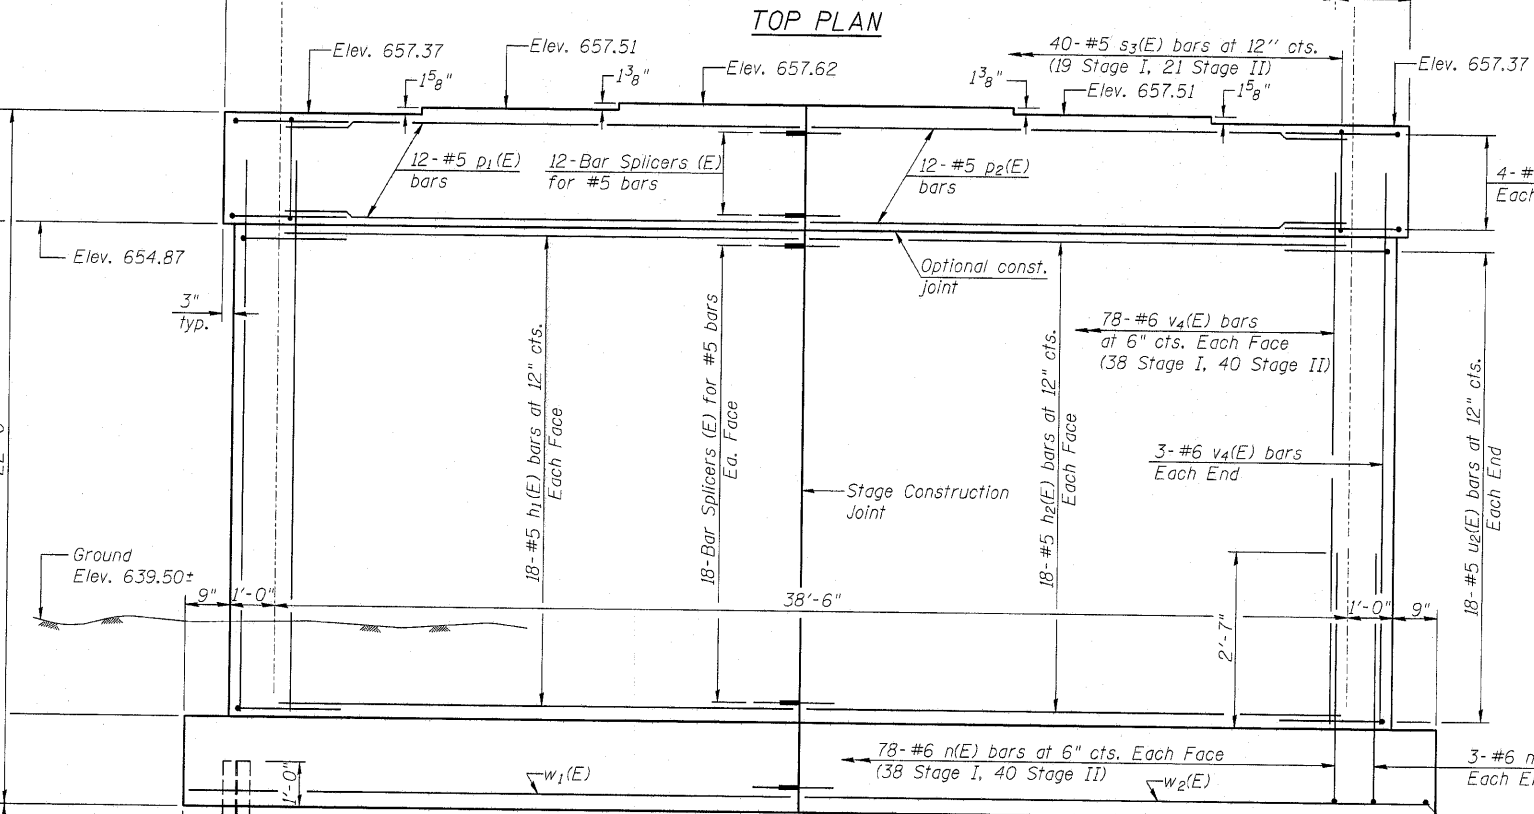 TOP PLAN
Elev. 657.37
1 5/8"
Elev. 657.51
1 3/8"
Elev. 657.62
1 3/8"
40-#5 s3(E) bars at 12" cts.
(19 Stage I, 21 Stage II)
Elev. 657.51
1 5/8"
Elev. 657.37
12-#5 p1(E)
bars
12-Bar Splicers (E)
for #5 bars
12-#5 p2(E)
bars
4-#
Each
Elev. 654.87
3"
typ.
Optional const.
joint
78-#6 v4(E) bars
at 6" cts. Each Face
(38 Stage I, 40 Stage II)
18-#5 h1(E) bars at 12" cts.
Each Face
18-Bar Splicers (E) for #5 bars
Ea. Face
18-#5 h2(E) bars at 12" cts.
Each Face
3-#6 v4(E) bars
Each End
18-#5 u2(E) bars at 12" cts.
Each End
Stage Construction
Joint
Ground
Elev. 639.50±
9"
1'-0"
38'-6"
1'-0"
9"
2'-7"
78-#6 n(E) bars at 6" cts. Each Face
(38 Stage I, 40 Stage II)
3-#6 n
Each E
1'-0"
w1(E)
w2(E)